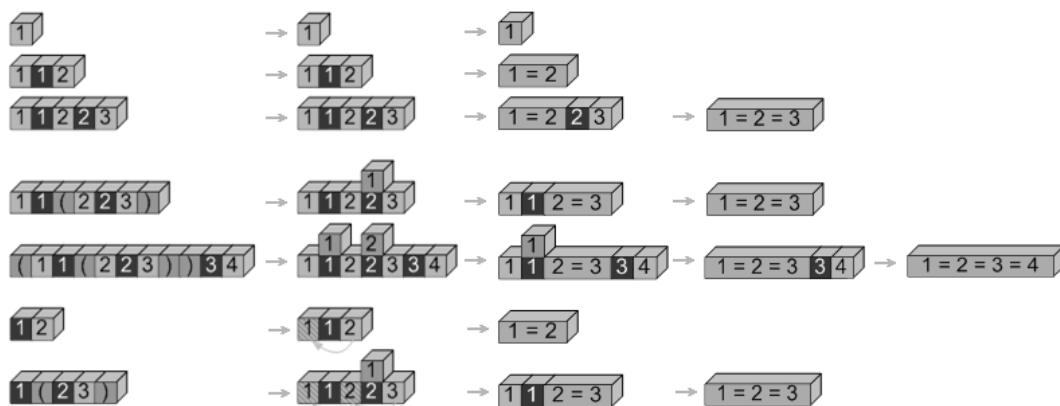 1 → 1 → 1
1 1 2 → 1 1 2 → 1 = 2
1 1 2 2 3 → 1 1 2 2 3 → 1 = 2 2 3 → 1 = 2 = 3
1
1 1 ( 2 2 3 ) → 1 1 2 2 3 → 1 1 2 = 3 → 1 = 2 = 3
1 2 1
( 1 1 ( 2 2 3 ) ) 3 4 → 1 1 2 2 3 3 4 → 1 1 2 = 3 3 4 → 1 = 2 = 3 3 4 → 1 = 2 = 3 = 4
1 2 → 1 1 2 → 1 = 2
1
1 ( 2 3 ) → 1 1 2 2 3 → 1 1 2 = 3 → 1 = 2 = 3